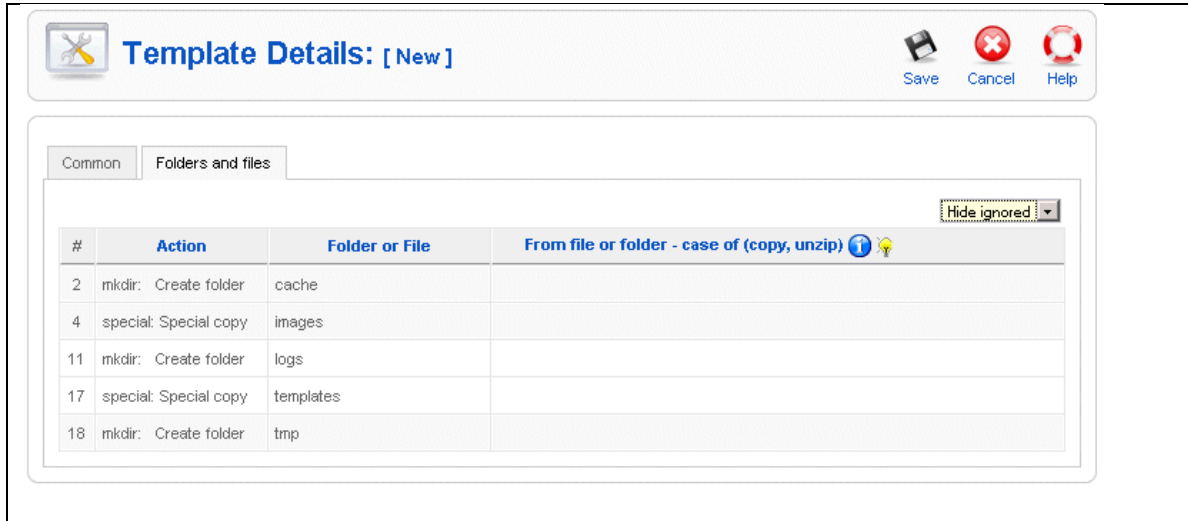 Template Details: [ New ]
Save Cancel Help
Common Folders and files
Hide ignored
# Action Folder or File From file or folder - case of (copy, unzip)
2 mkdir: Create folder cache
4 special: Special copy images
11 mkdir: Create folder logs
17 special: Special copy templates
18 mkdir: Create folder tmp